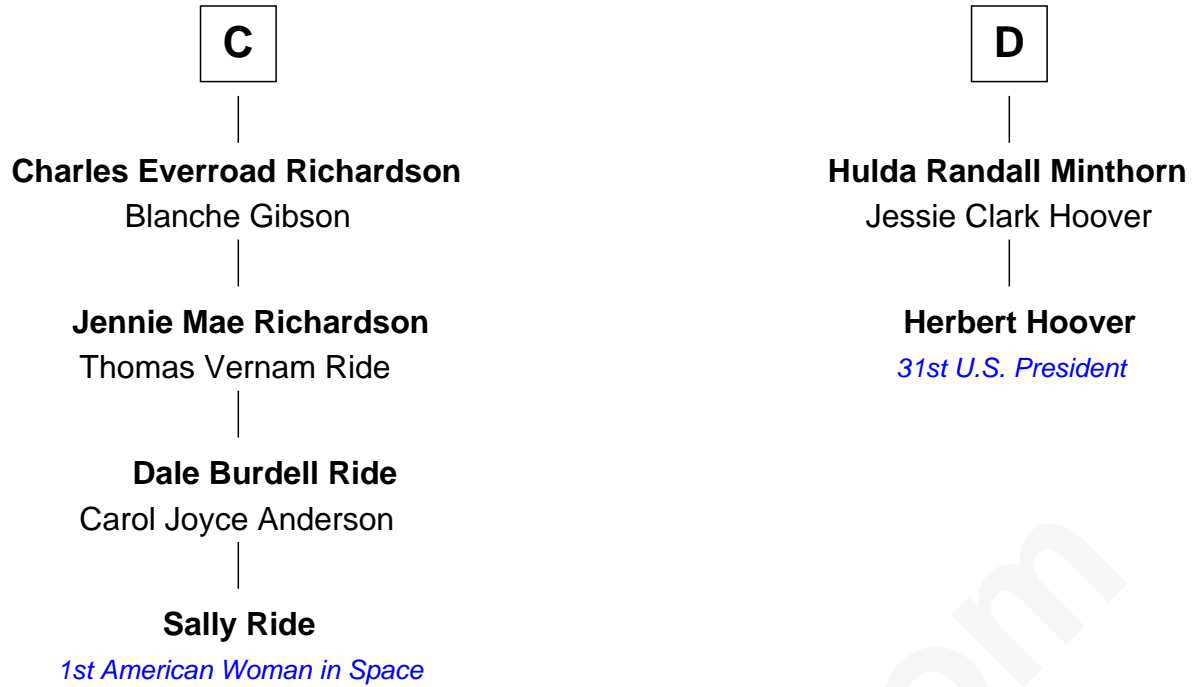 C
Charles Everroad Richardson
Blanche Gibson
Jennie Mae Richardson
Thomas Vernam Ride
Dale Burdell Ride
Carol Joyce Anderson
Sally Ride
1st American Woman in Space
D
Hulda Randall Minthorn
Jessie Clark Hoover
Herbert Hoover
31st U.S. President
om